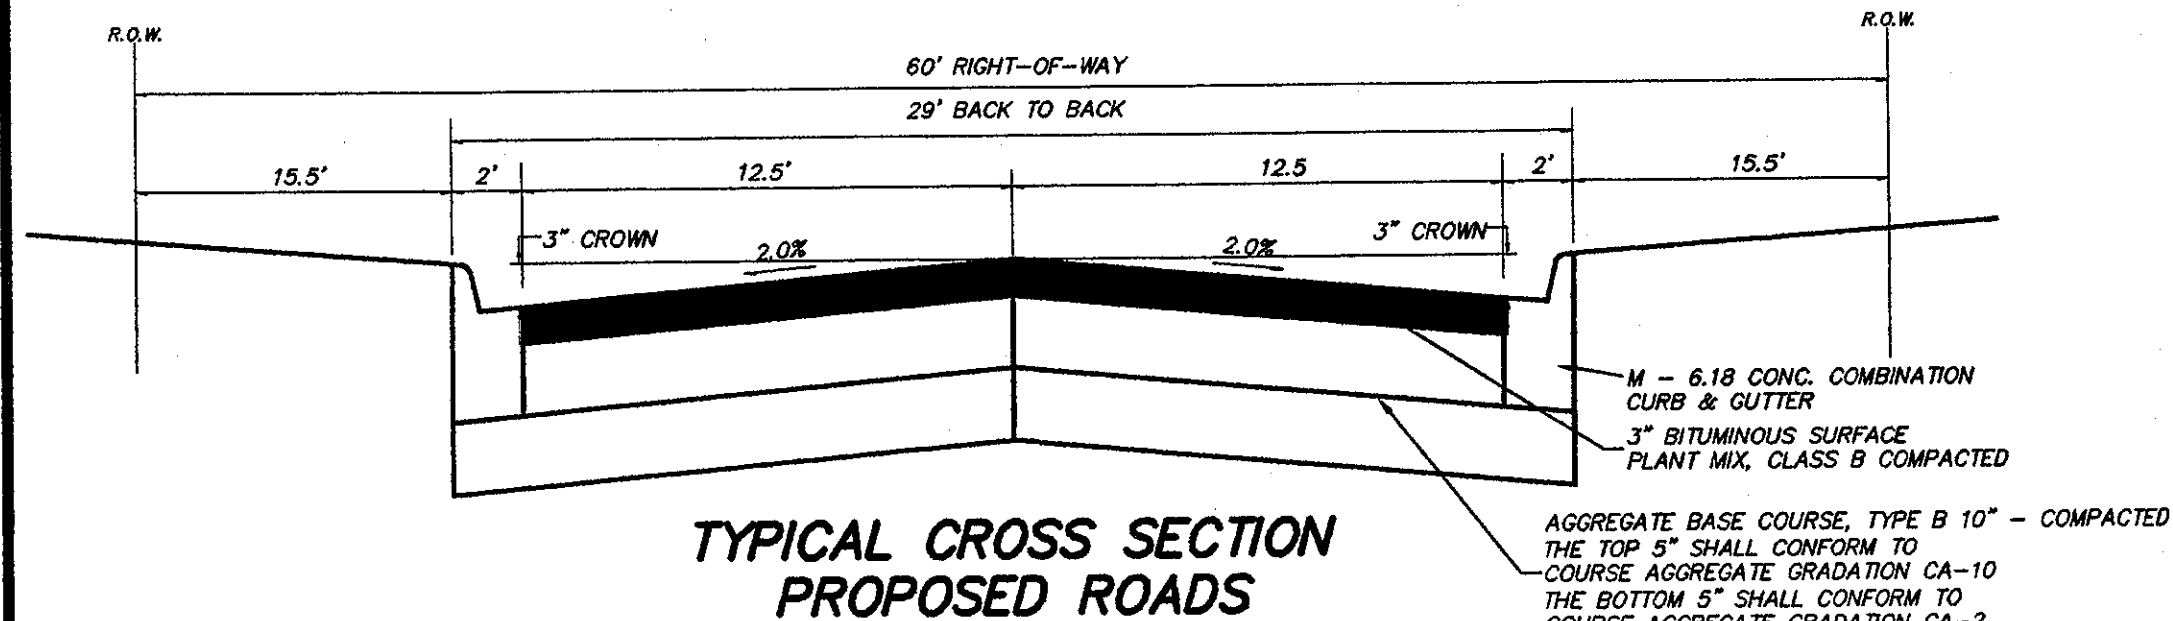 R.O.W.
R.O.W.
60' RIGHT-OF-WAY
29' BACK TO BACK
15.5'
2'
12.5'
12.5
2'
15.5'
3" CROWN
2.0%
2.0%
3" CROWN
M - 6.18 CONC. COMBINATION
CURB & GUTTER
3" BITUMINOUS SURFACE
PLANT MIX, CLASS B COMPACTED
TYPICAL CROSS SECTION
PROPOSED ROADS
AGGREGATE BASE COURSE, TYPE B 10" - COMPACTED
THE TOP 5" SHALL CONFORM TO
COURSE AGGREGATE GRADATION CA-10
THE BOTTOM 5" SHALL CONFORM TO
COURSE AGGREGATE GRADATION